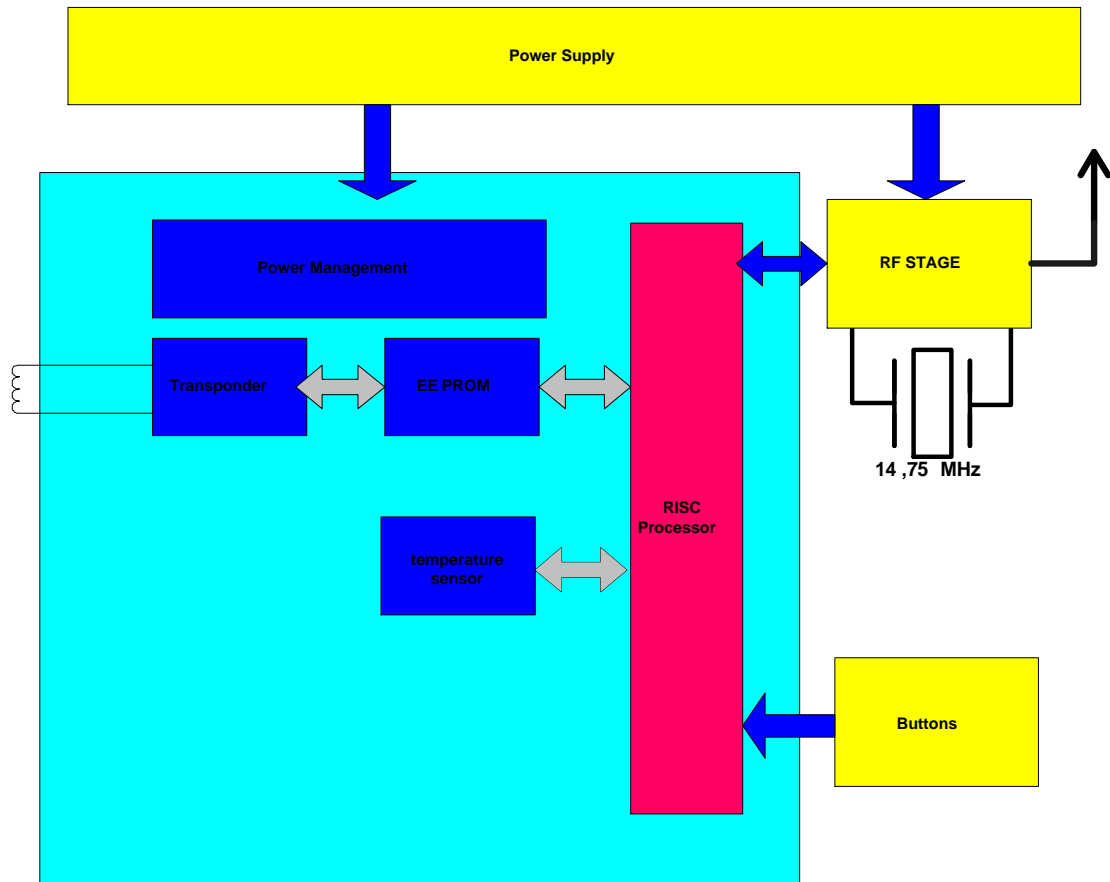 Power Supply
Power Management
RF STAGE
Transponder
EE PROM
14 ,75 MHz
RISC
Processor
temperature
sensor
Buttons